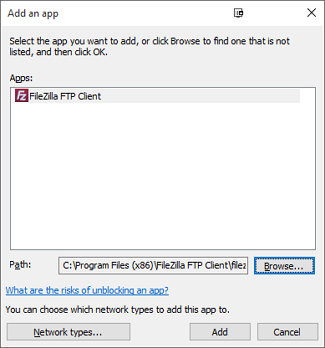 Add an app
Select the app you want to add, or click Browse to find one that is not
listed, and then click OK.
Apps:
FileZilla FTP Client
Path:
C:\Program Files (x86)\FileZilla FTP Client\filez
Browse...
What are the risks of unblocking an app?
You can choose which network types to add this app to.
Network types...
Add
Cancel